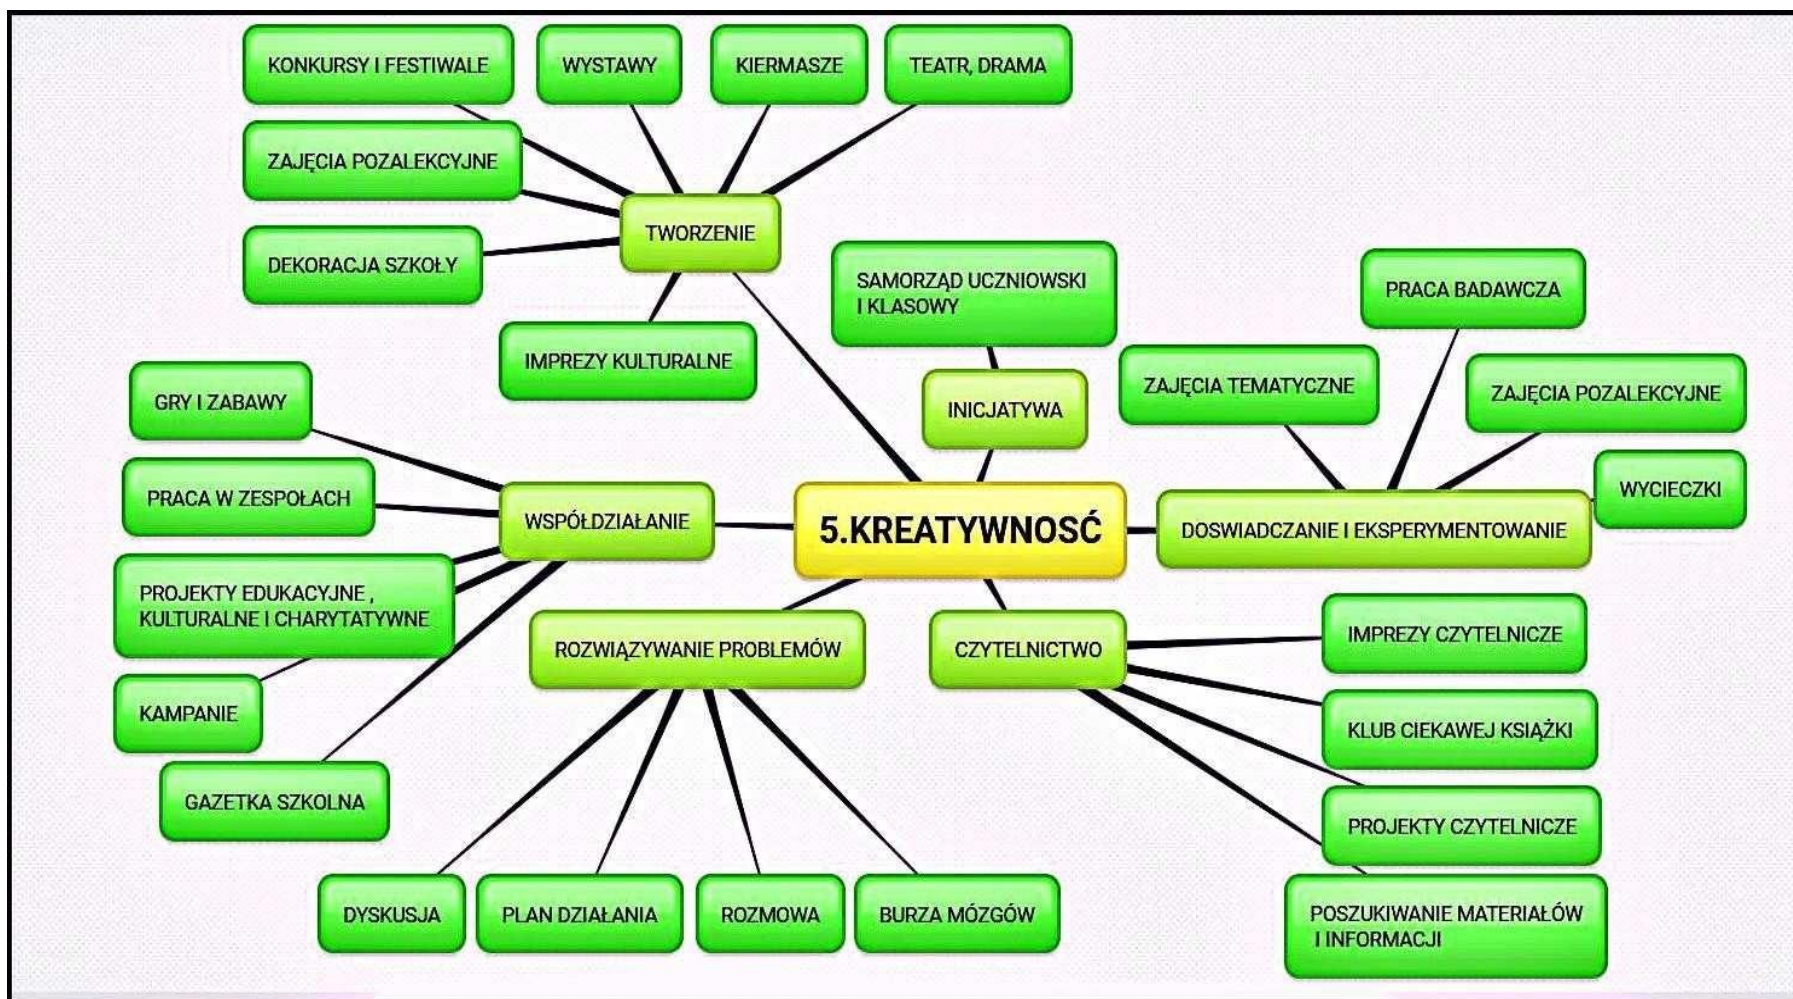 KONKURSY I FESTIWALE
WYSTAWY
KIERMASZE
TEATR, DRAMA
ZAJĘCIA POZALEKCYJNE
TWORZENIE
DEKORACJA SZKOŁY
IMPREZY KULTURALNE
SAMORZĄD UCZNIOWSKI
I KLASOWY
INICJATYWA
PRACA BADAWCZA
ZAJĘCIA TEMATYCZNE
ZAJĘCIA POZALEKCYJNE
WYCIECZKI
DOSWIADCZANIE I EKSPERYMENTOWANIE
5.KREATYWNOSĆ
GRY I ZABAWY
PRACA W ZESPOŁACH
WSPÓŁDZIAŁANIE
PROJEKTY EDUKACYJNE ,
KULTURALNE I CHARYTATYWNE
KAMPANIE
GAZETKA SZKOLNA
ROZWIĄZYWANIE PROBLEMÓW
DYSKUSJA
PLAN DZIAŁANIA
ROZMOWA
BURZA MÓZGÓW
CZYTELNICTWO
IMPREZY CZYTELNICZE
KLUB CIEKAWEJ KSIĄŻKI
PROJEKTY CZYTELNICZE
POSZUKIWANIE MATERIAŁÓW
I INFORMACJI